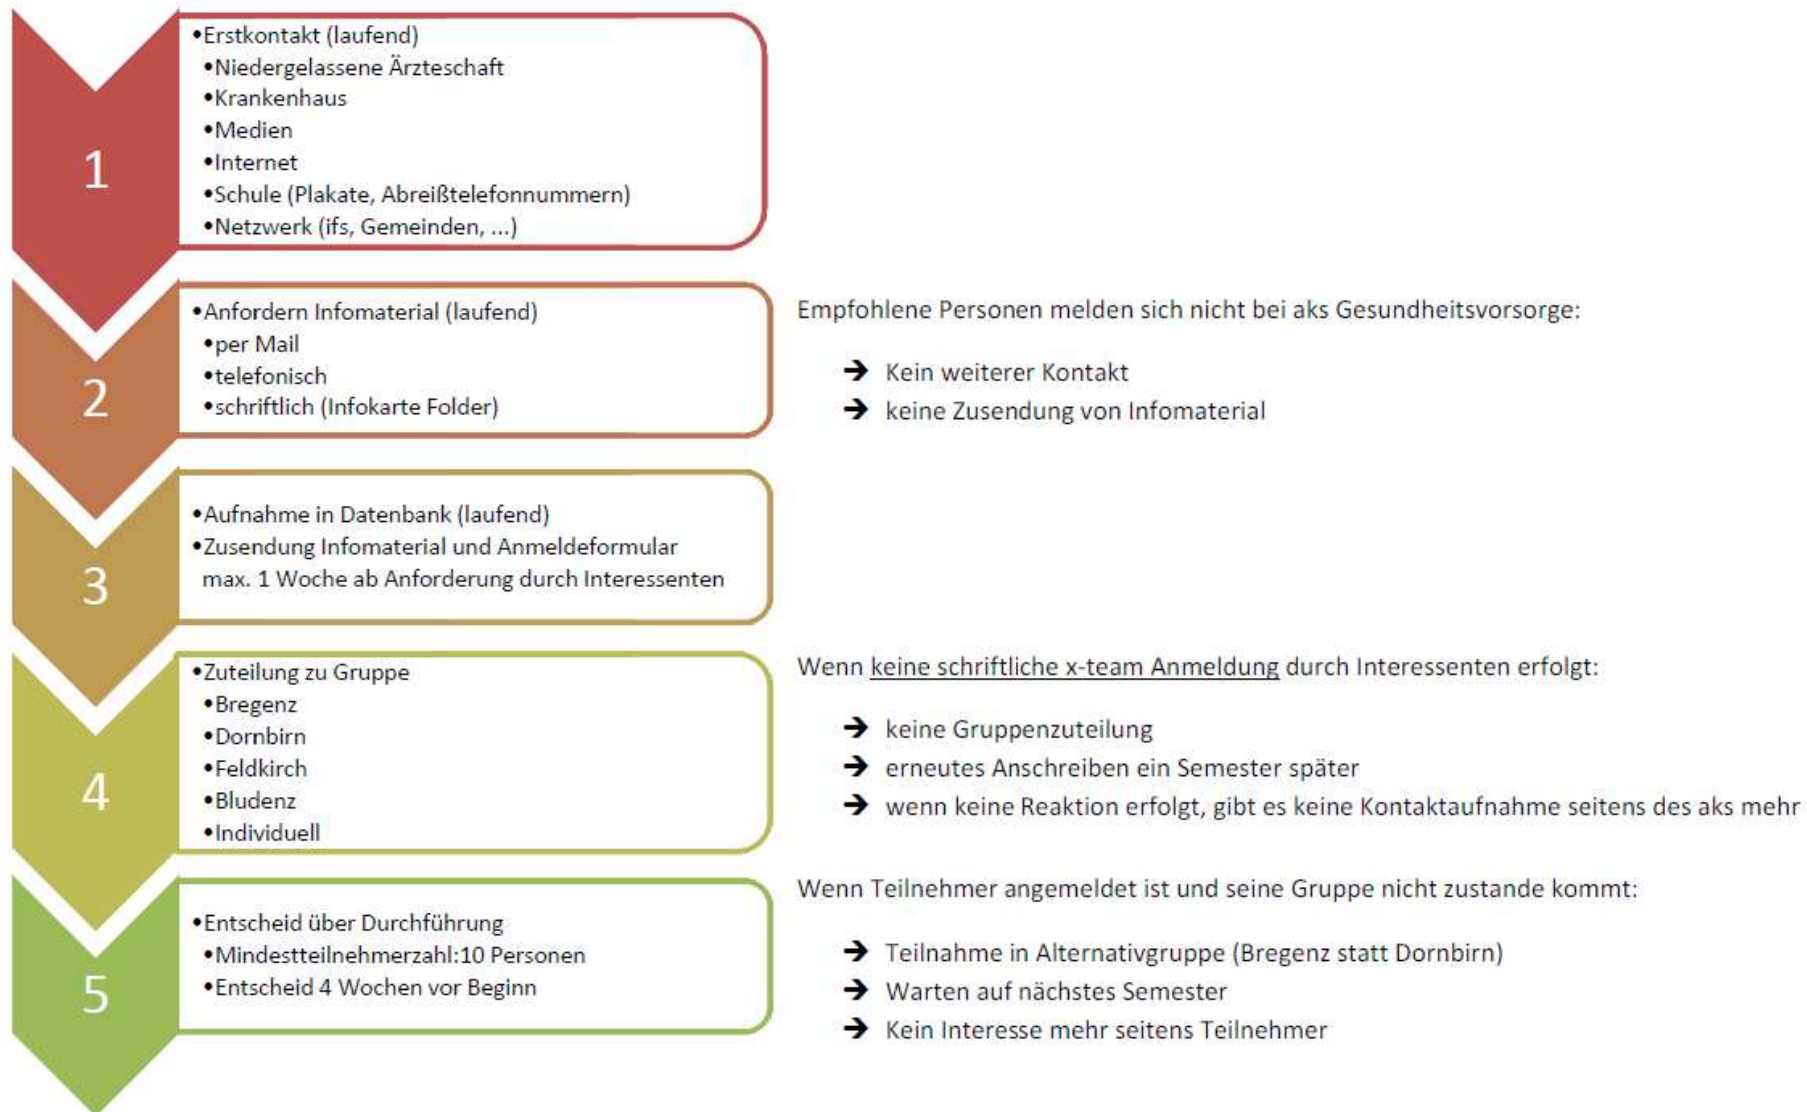 1
•Erstkontakt (laufend)
•Niedergelassene Ärzteschaft
•Krankenhaus
•Medien
•Internet
•Schule (Plakate, Abreißtelefonnummern)
•Netzwerk (ifs, Gemeinden, ...)
2
•Anfordern Infomaterial (laufend)
•per Mail
•telefonisch
•schriftlich (Infokarte Folder)
Empfohlene Personen melden sich nicht bei aks Gesundheitsvorsorge:
➔ Kein weiterer Kontakt
➔ keine Zusendung von Infomaterial
3
•Aufnahme in Datenbank (laufend)
•Zusendung Infomaterial und Anmeldeformular
max. 1 Woche ab Anforderung durch Interessenten
4
•Zuteilung zu Gruppe
•Bregenz
•Dornbirn
•Feldkirch
•Bludenz
•Individuell
Wenn keine schriftliche x-team Anmeldung durch Interessenten erfolgt:
➔ keine Gruppenzuteilung
➔ erneutes Anschreiben ein Semester später
➔ wenn keine Reaktion erfolgt, gibt es keine Kontaktaufnahme seitens des aks mehr
5
•Entscheid über Durchführung
•Mindestteilnehmerzahl:10 Personen
•Entscheid 4 Wochen vor Beginn
Wenn Teilnehmer angemeldet ist und seine Gruppe nicht zustande kommt:
➔ Teilnahme in Alternativgruppe (Bregenz statt Dornbirn)
➔ Warten auf nächstes Semester
➔ Kein Interesse mehr seitens Teilnehmer